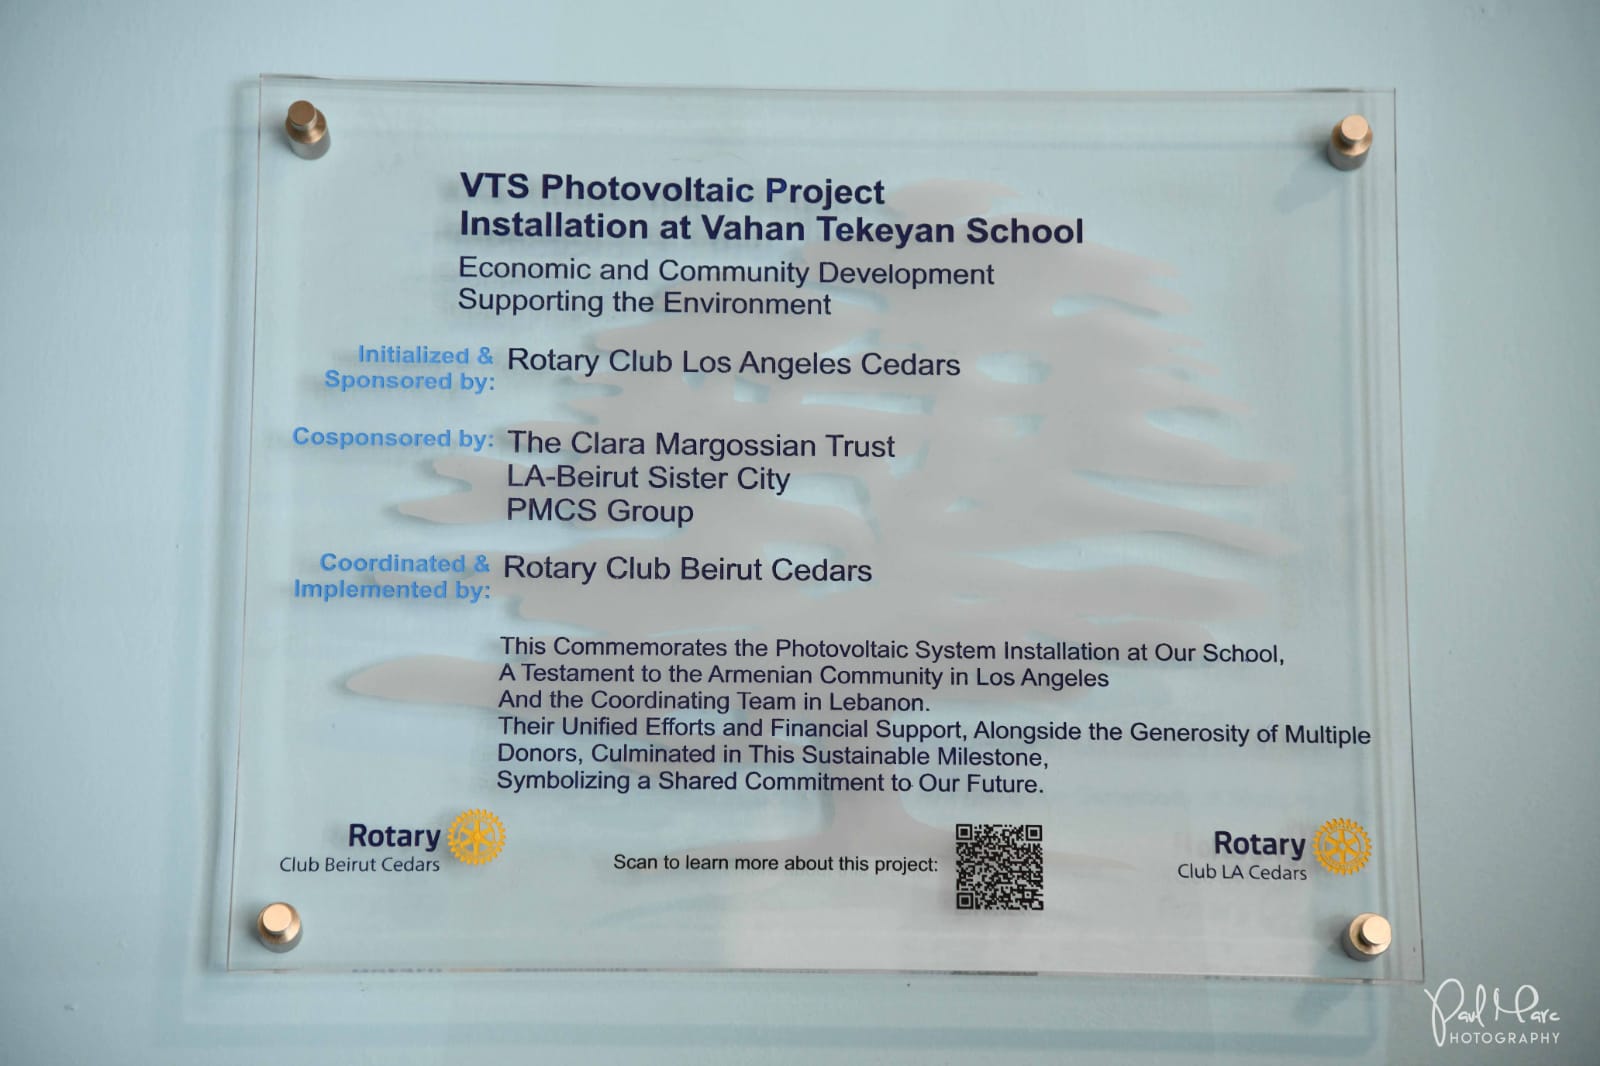 VTS Photovoltaic Project
Installation at Vahan Tekeyan School
Economic and Community Development
Supporting the Environment
Initialized &
Sponsored by:
Rotary Club Los Angeles Cedars
Cosponsored by:
The Clara Margossian Trust
LA-Beirut Sister City
PMCS Group
Coordinated &
Implemented by:
Rotary Club Beirut Cedars
This Commemorates the Photovoltaic System Installation at Our School,
A Testament to the Armenian Community in Los Angeles
And the Coordinating Team in Lebanon.
Their Unified Efforts and Financial Support, Alongside the Generosity of Multiple
Donors, Culminated in This Sustainable Milestone,
Symbolizing a Shared Commitment to Our Future.
Rotary
Club Beirut Cedars
Scan to learn more about this project:
Rotary
Club LA Cedars
Paul Marc
PHOTOGRAPHY